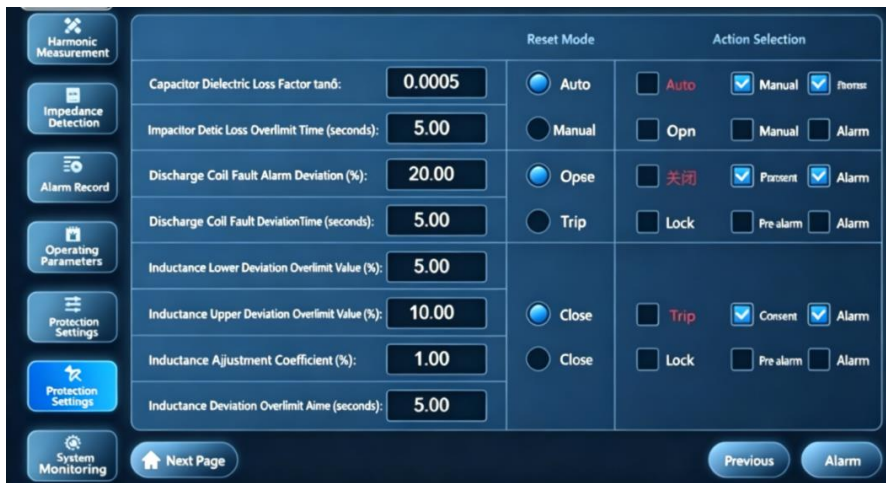 Harmonic
Measurement
Impedance
Detection
Alarm Record
Operating
Parameters
Protection
Settings
Protection
Settings
System
Monitoring
Reset Mode Action Selection
Capacitor Dielectric Loss Factor tanδ: 0.0005 Auto Auto Manual
Impacitor Detic Loss Overlimit Time (seconds): 5.00 Manual Opn Manual Alarm
Discharge Coil Fault Alarm Deviation (%): 20.00 Opse 关闭 Alarm
Discharge Coil Fault DeviationTime (seconds): 5.00 Trip Lock Pre alarm Alarm
Inductance Lower Deviation Overlimit Value (%): 5.00
Inductance Upper Deviation Overlimit Value (%): 10.00 Close Trip Consent Alarm
Inductance Ajjustment Coefficient (%): 1.00 Close Lock Pre alarm Alarm
Inductance Deviation Overlimit Aime (seconds): 5.00
Next Page Previous Alarm